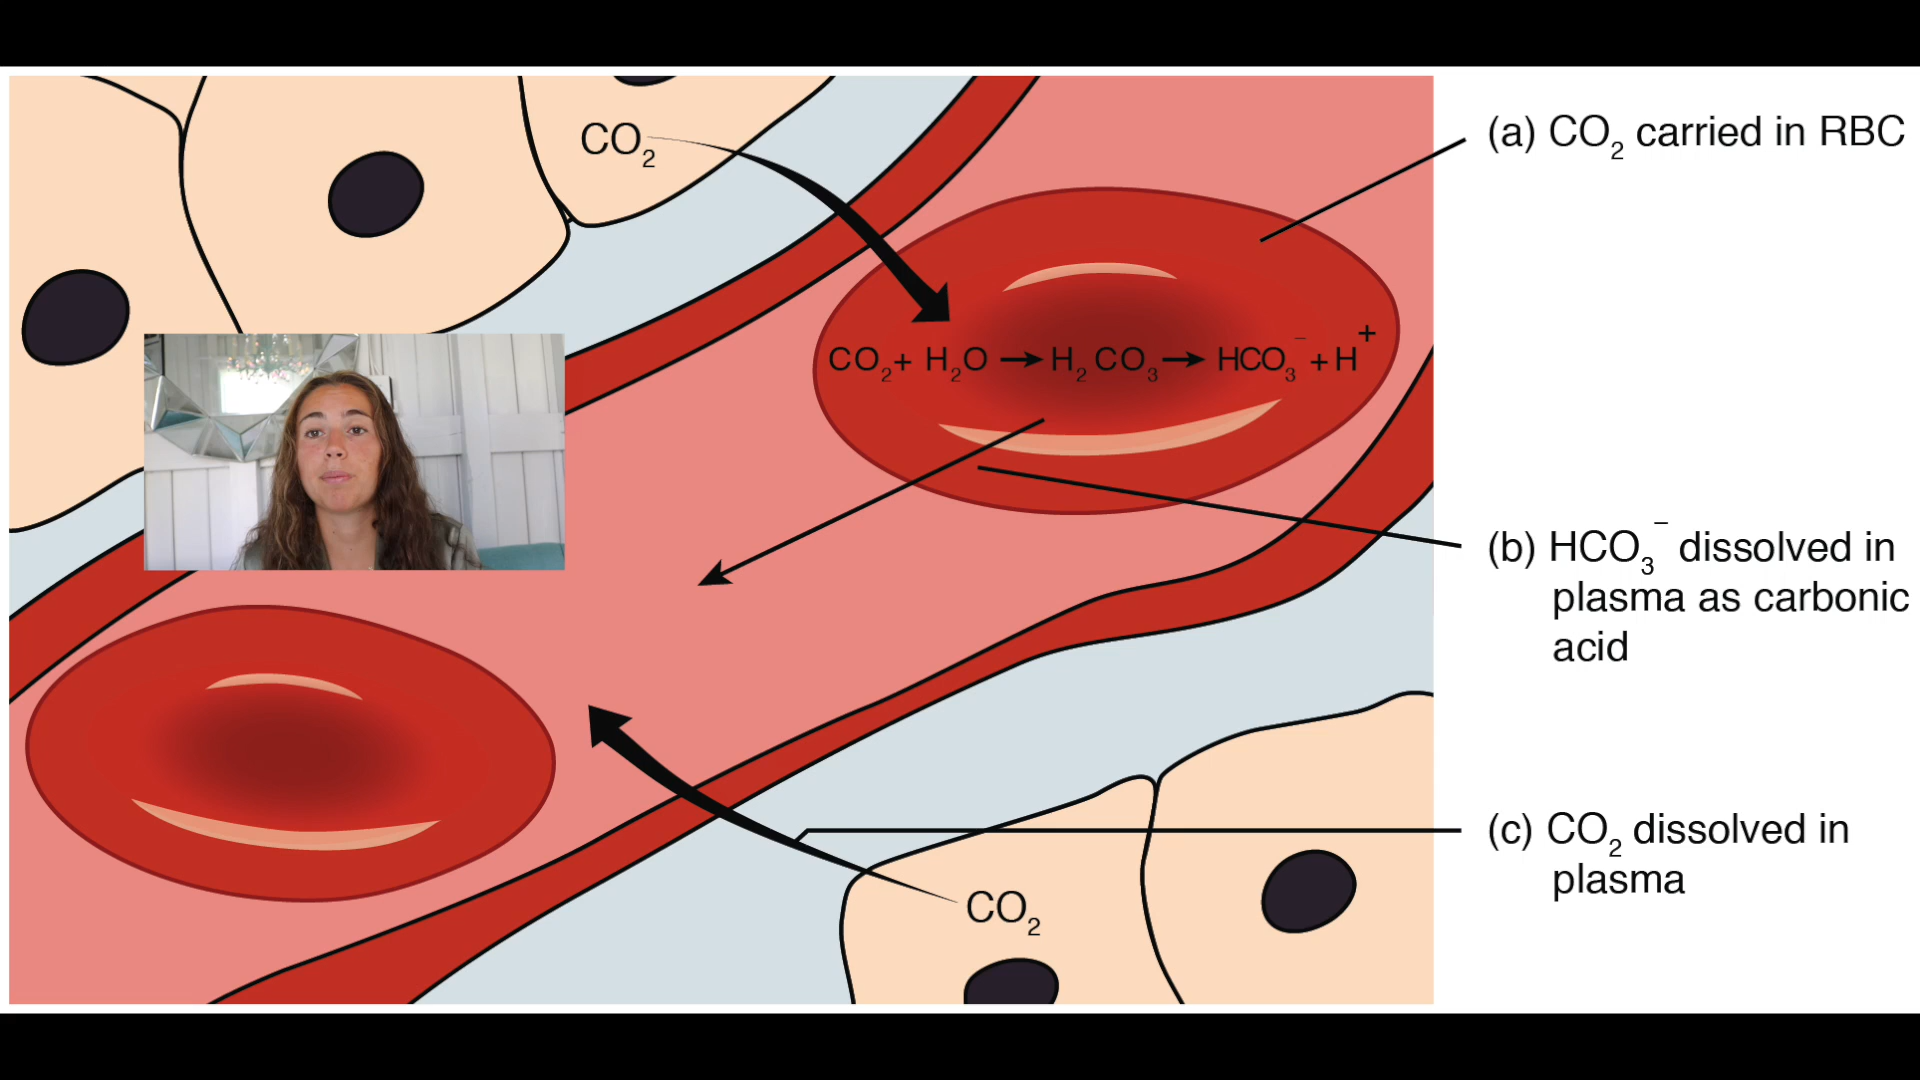 CO₂
(a) CO₂ carried in RBC
CO₂ + H₂O → H₂CO₃ → HCO₃⁻ + H⁺
(b) HCO₃⁻ dissolved in
plasma as carbonic
acid
(c) CO₂ dissolved in
plasma
CO₂